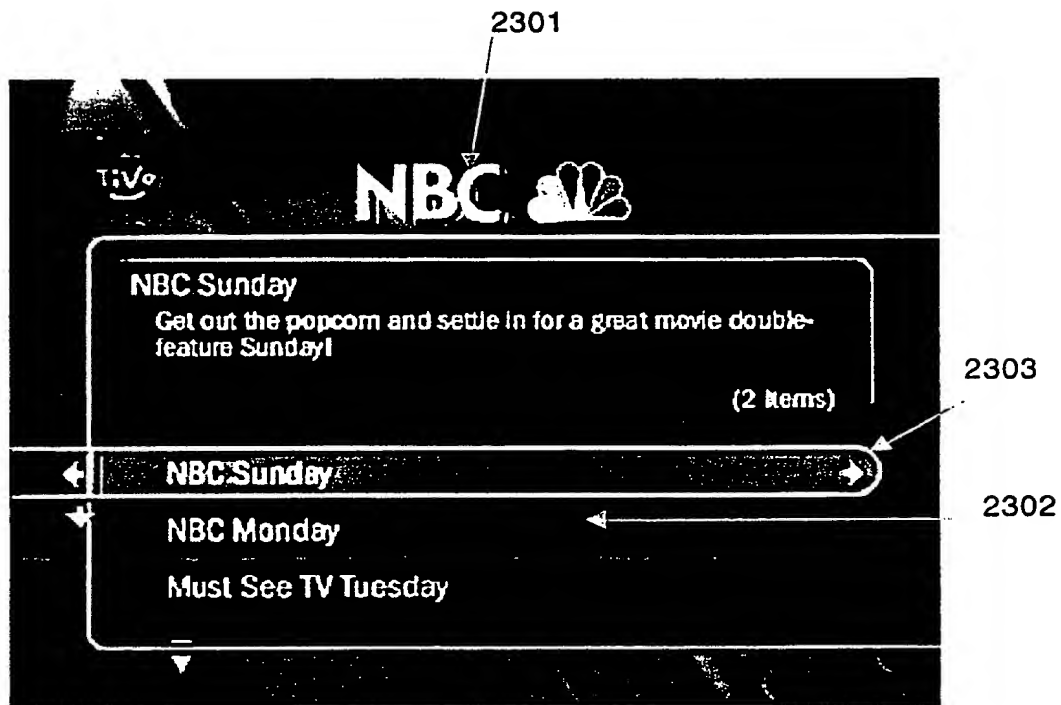 2301
TiVo
NBC
NBC Sunday
Get out the popcorn and settle in for a great movie double-
feature Sunday!
(2 Items)
2303
NBC Sunday
2302
NBC Monday
Must See TV Tuesday